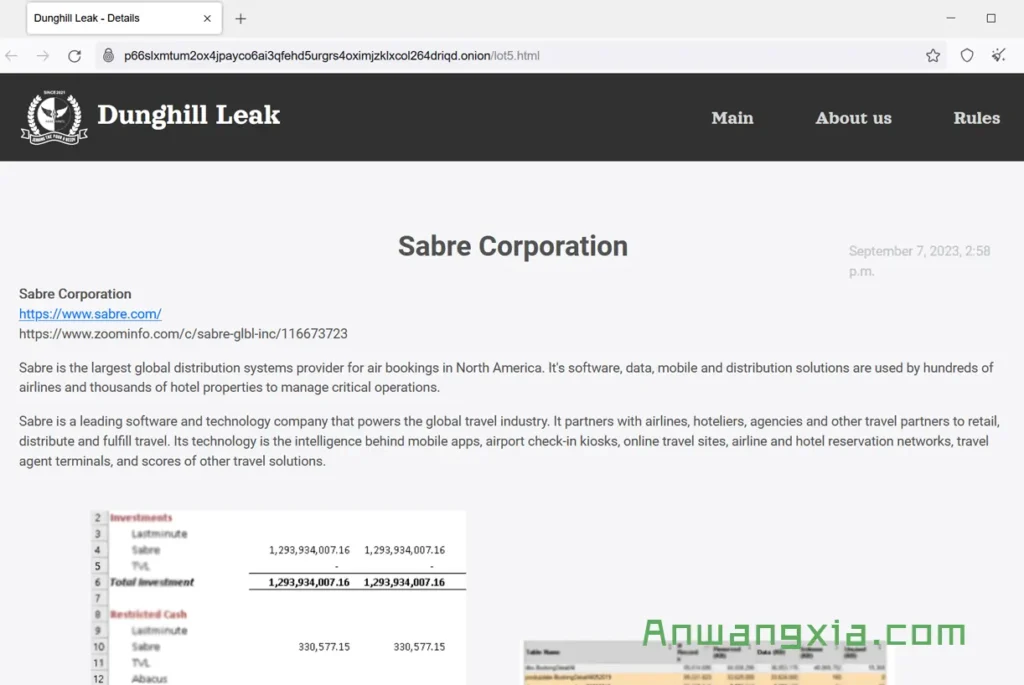 Dunghill Leak - Details
p66slxmtum2ox4jpayco6ai3qfehd5urgrs4oximjzklxcol264driqd.onion/lot5.html
SINCE 2021
Dunghill Leak
Main
About us
Rules
Sabre Corporation
September 7, 2023, 2:58
p.m.
Sabre Corporation
https://www.sabre.com/
https://www.zoominfo.com/c/sabre-glbl-inc/116673723
Sabre is the largest global distribution systems provider for air bookings in North America. It's software, data, mobile and distribution solutions are used by hundreds of
airlines and thousands of hotel properties to manage critical operations.
Sabre is a leading software and technology company that powers the global travel industry. It partners with airlines, hoteliers, agencies and other travel partners to retail,
distribute and fulfill travel. Its technology is the intelligence behind mobile apps, airport check-in kiosks, online travel sites, airline and hotel reservation networks, travel
agent terminals, and scores of other travel solutions.
2 Investments
3 Lastminute
4 Sabre 1,293,934,007.16 1,293,934,007.16
5 TVL - -
6 Total Investment 1,293,934,007.16 1,293,934,007.16
7
8 Restricted Cash
9 Lastminute
10 Sabre 330,577.15 330,577.15
11 TVL
12 Abacus
Anwangxia.com
Table Name